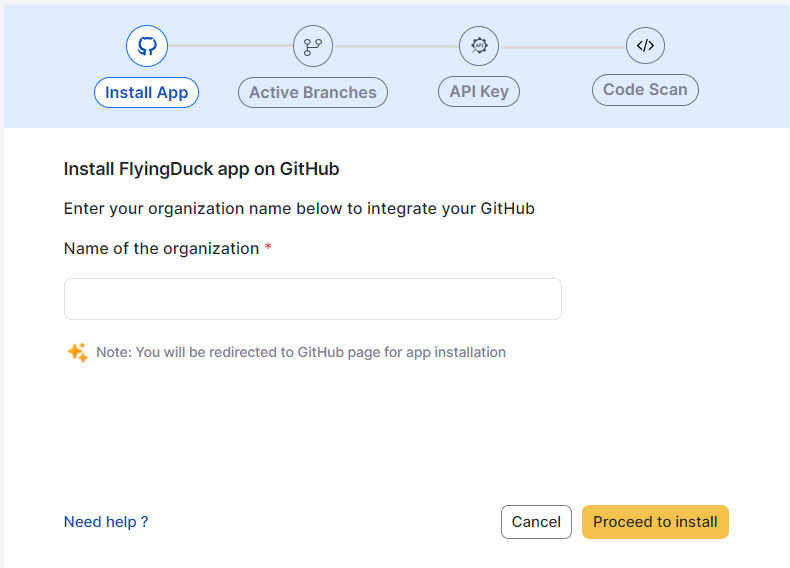 Install App
Active Branches
API
API Key
</>
Code Scan
Install FlyingDuck app on GitHub
Enter your organization name below to integrate your GitHub
Name of the organization *
Note: You will be redirected to GitHub page for app installation
Need help ?
Cancel
Proceed to install